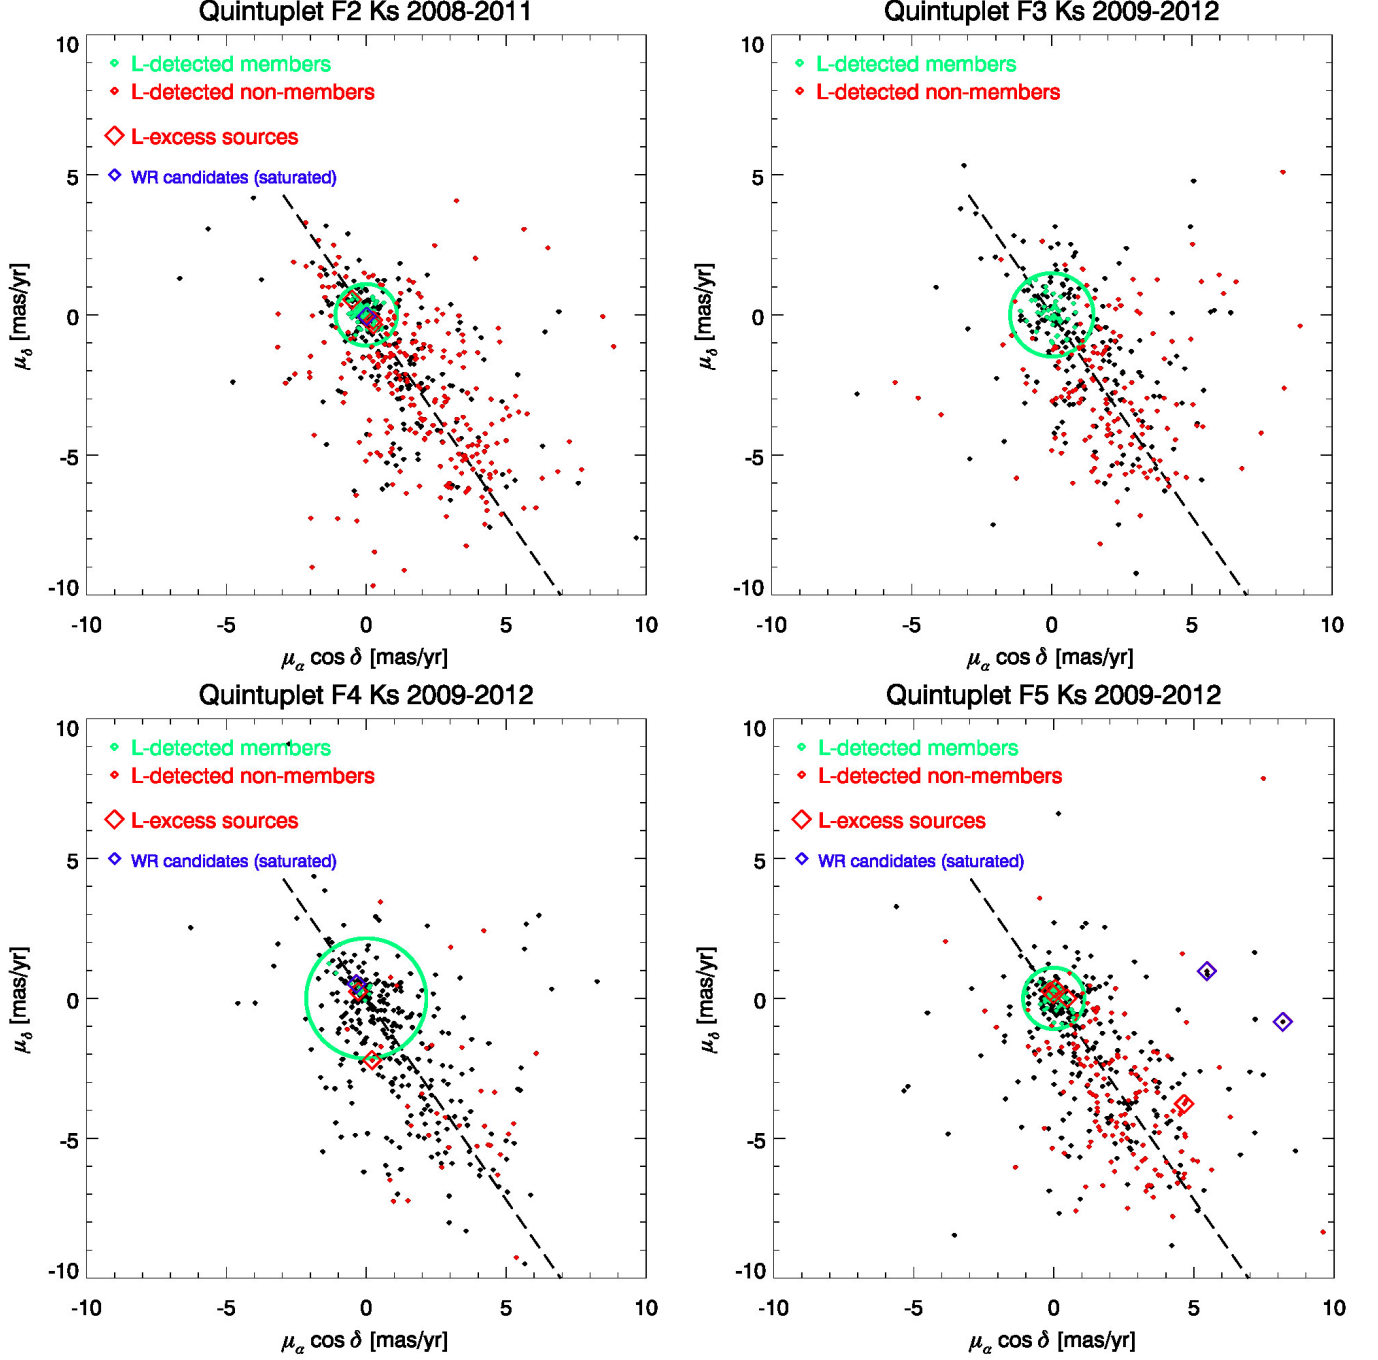 Quintuplet F2 Ks 2008-2011
10
L-detected members
L-detected non-members
L-excess sources
5
WR candidates (saturated)
0
-5
-10
-10 -5 0 5 10
μδ [mas/yr]
μα cos δ [mas/yr]
Quintuplet F3 Ks 2009-2012
10
L-detected members
L-detected non-members
5
0
-5
-10
-10 -5 0 5 10
μδ [mas/yr]
μα cos δ [mas/yr]
Quintuplet F4 Ks 2009-2012
10
L-detected members
L-detected non-members
L-excess sources
5
WR candidates (saturated)
0
-5
-10
-10 -5 0 5 10
μδ [mas/yr]
μα cos δ [mas/yr]
Quintuplet F5 Ks 2009-2012
10
L-detected members
L-detected non-members
L-excess sources
5
WR candidates (saturated)
0
-5
-10
-10 -5 0 5 10
μδ [mas/yr]
μα cos δ [mas/yr]